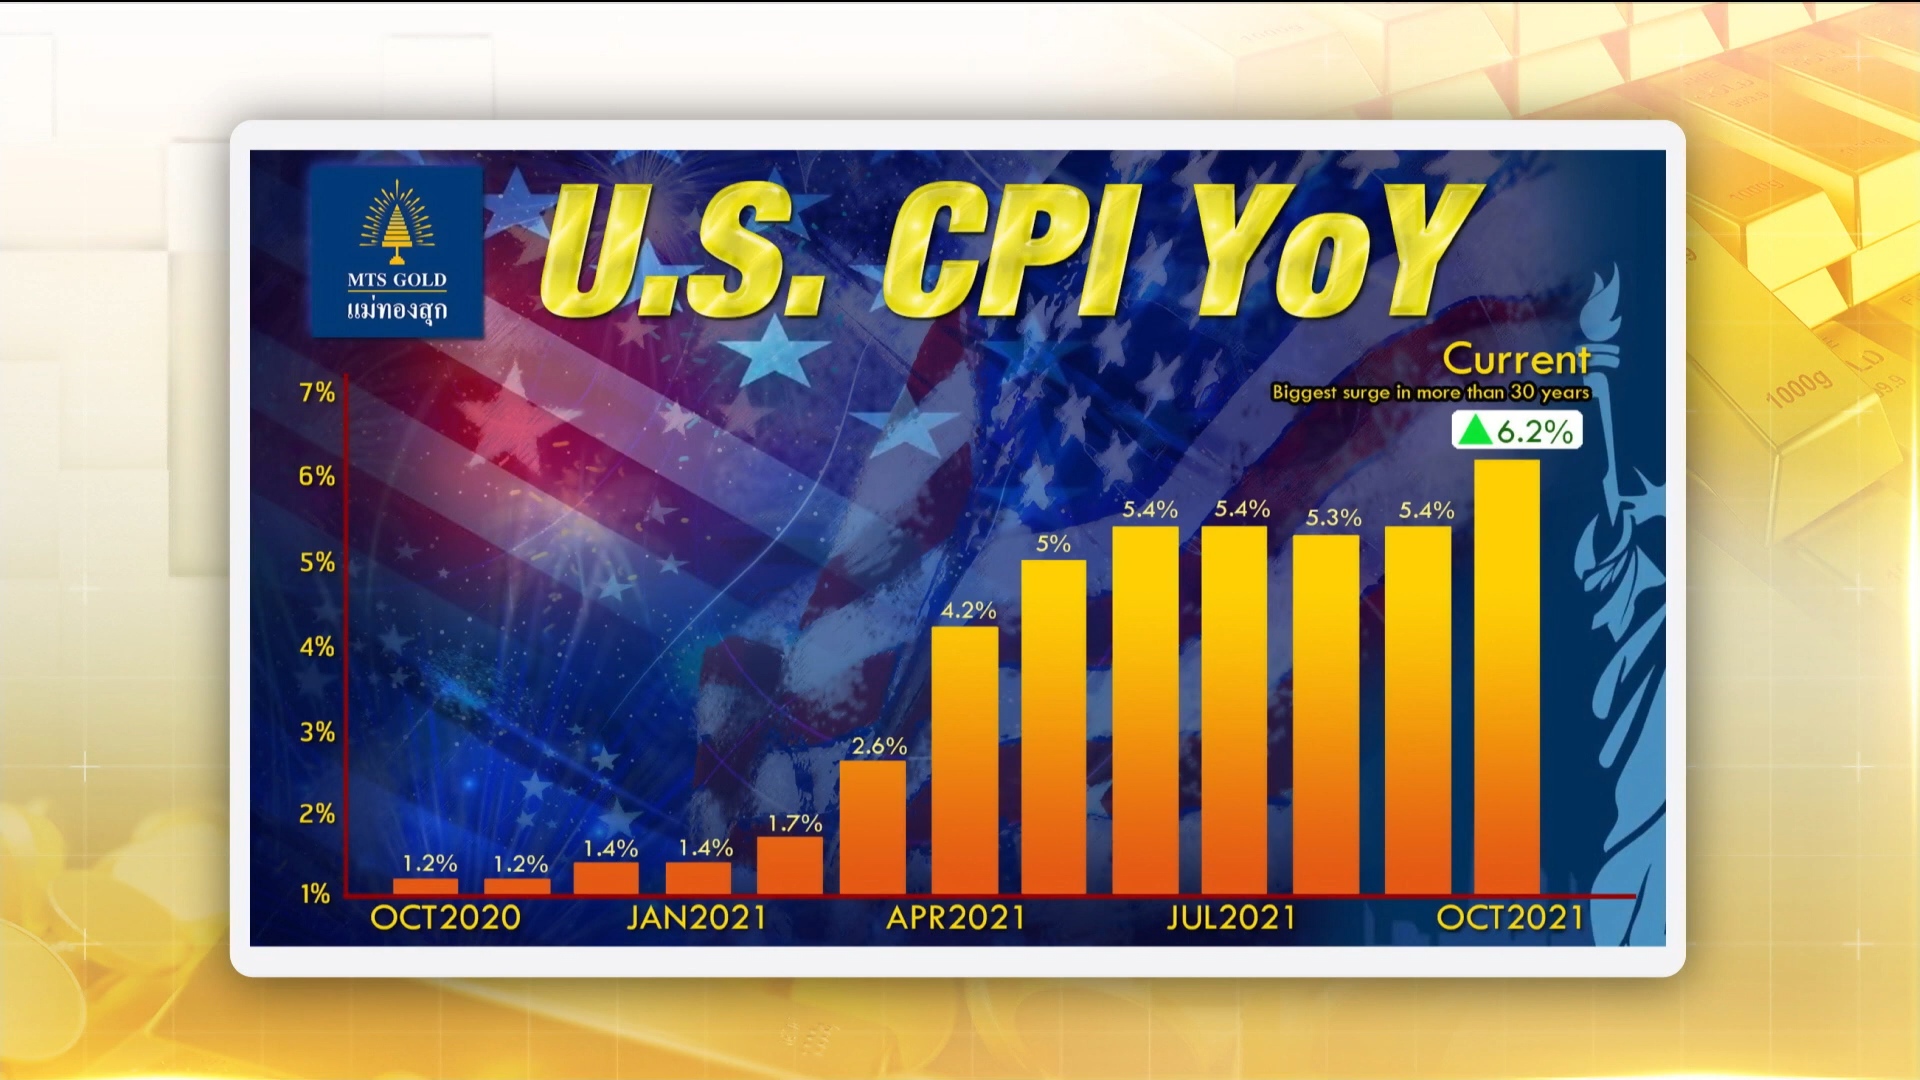 U.S. CPI YoY
MTS GOLD
แม่ทองสุก
Current
Biggest surge in more than 30 years
6.2%
7%
6%
5%
4%
3%
2%
1%
1.2%
1.2%
1.4%
1.4%
1.7%
2.6%
4.2%
5%
5.4%
5.4%
5.3%
5.4%
OCT2020
JAN2021
APR2021
JUL2021
OCT2021
1000g